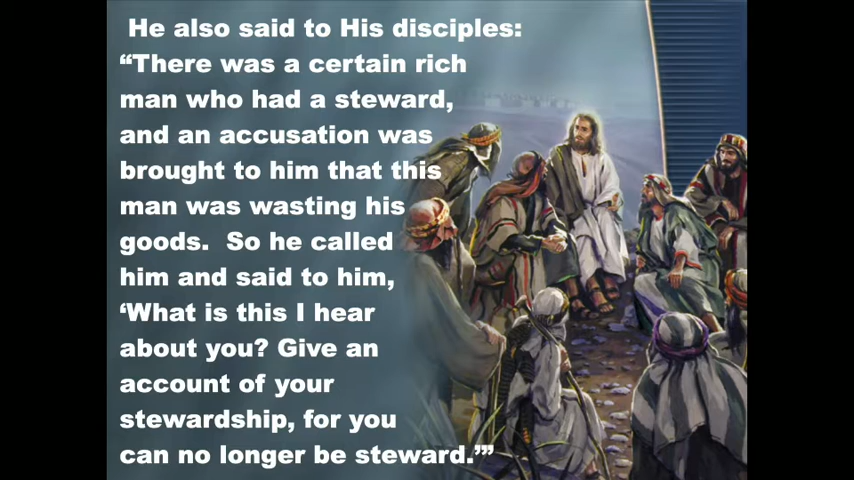 He also said to His disciples:
“There was a certain rich
man who had a steward,
and an accusation was
brought to him that this
man was wasting his
goods.  So he called
him and said to him,
‘What is this I hear
about you? Give an
account of your
stewardship, for you
can no longer be steward.’”